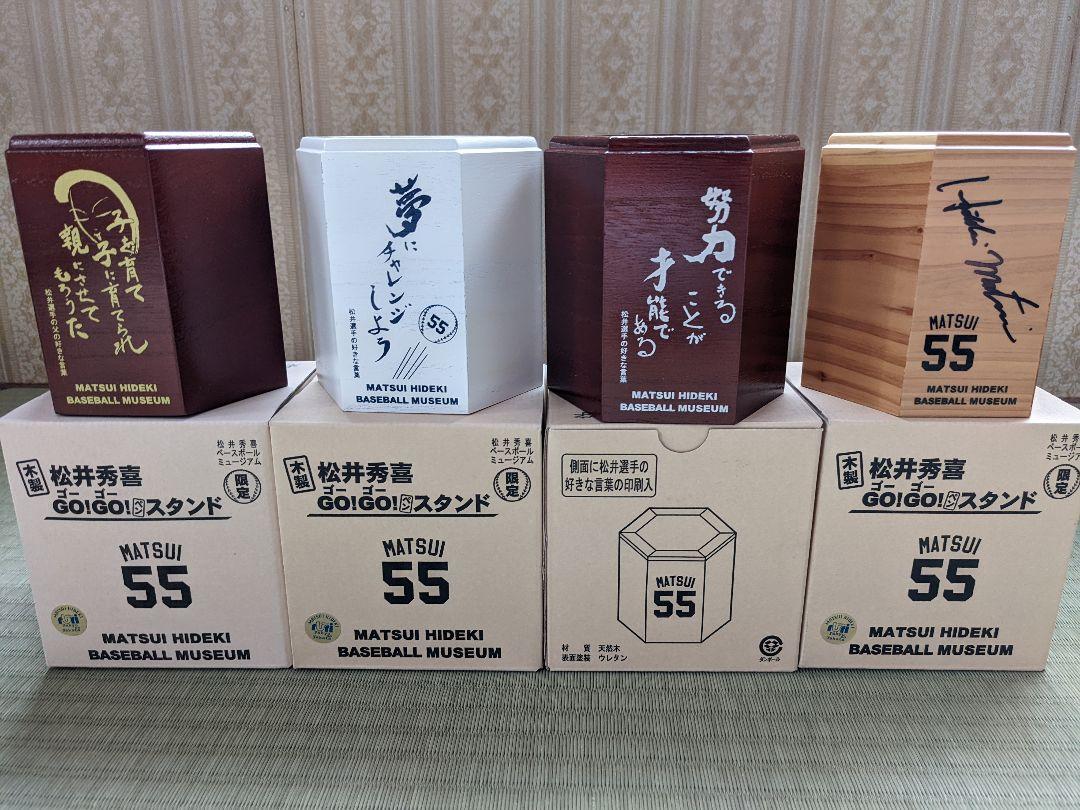 子を育て
子に育てられ
親にさせて
もろうた
松井選手の父の好きな言葉
MATSUI HIDEKI
BASEBALL MUSEUM
夢に
チャレンジ
しよう
55
松井選手の好きな言葉
MATSUI HIDEKI
BASEBALL MUSEUM
努力できる
ことが
才能で
ある
松井選手の好きな言葉
MATSUI HIDEKI
BASEBALL MUSEUM
Hideki Matsui
MATSUI
55
MATSUI HIDEKI
BASEBALL MUSEUM
松井秀喜
ベースボール
ミュージアム
木製
松井秀喜
限定
ゴー ゴー
GO!GO!ペンスタンド
MATSUI
55
MATSUI HIDEKI
BASEBALL MUSEUM
松井秀喜
ベースボール
ミュージアム
木製
松井秀喜
限定
ゴー ゴー
GO!GO!ペンスタンド
MATSUI
55
MATSUI HIDEKI
BASEBALL MUSEUM
側面に松井選手の
好きな言葉の印刷入
MATSUI
55
材質 天然木
表面塗装 ウレタン
ダンボール
松井秀喜
ベースボール
ミュージアム
木製
松井秀喜
限定
ゴー ゴー
GO!GO!ペンスタンド
MATSUI
55
MATSUI HIDEKI
BASEBALL MUSEUM